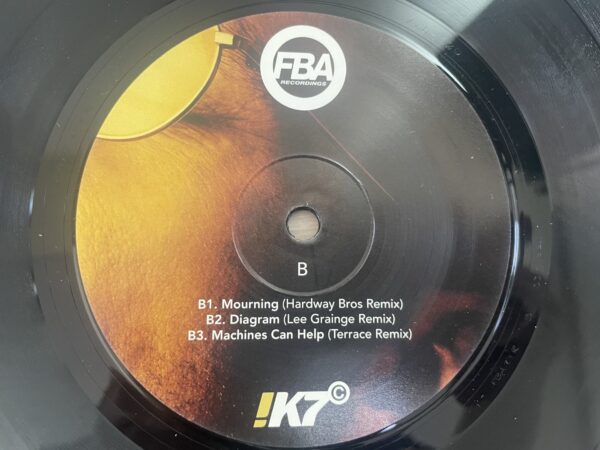 FBA
RECORDINGS
B
B1. Mourning (Hardway Bros Remix)
B2. Diagram (Lee Grainge Remix)
B3. Machines Can Help (Terrace Remix)
!K7©